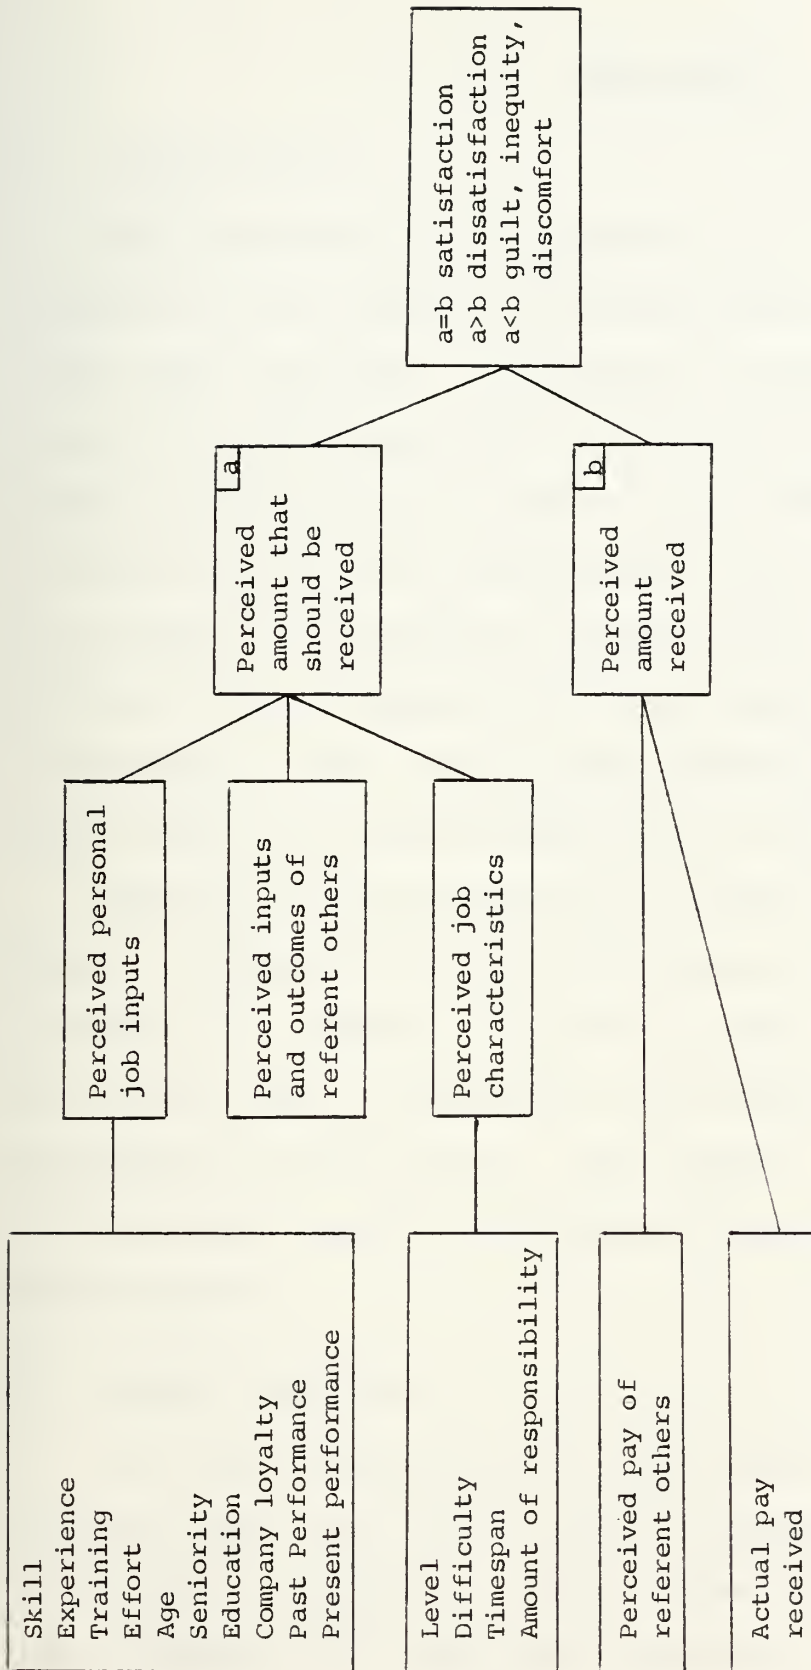 Skill
Experience
Training
Effort
Age
Seniority
Education
Company loyalty
Past Performance
Present performance
Level
Difficulty
Timespan
Amount of responsibility
Perceived pay of
referent others
Actual pay
received
Perceived personal
job inputs
Perceived inputs
and outcomes of
referent others
Perceived job
characteristics
a
Perceived
amount that
should be
received
b
Perceived
amount
received
a=b satisfaction
a>b dissatisfaction
a<b guilt, inequity,
discomfort